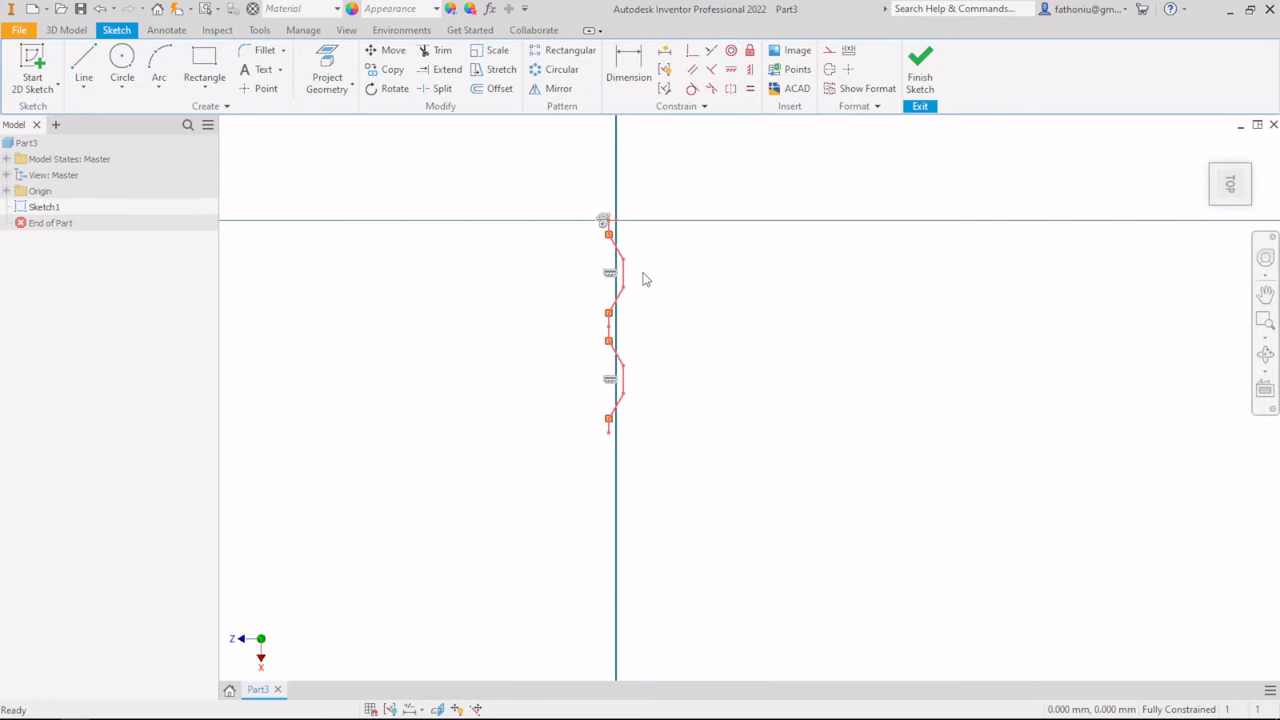 Material Appearance Autodesk Inventor Professional 2022 Part3 Search Help & Commands... fathoniu@gm...
File 3D Model Sketch Annotate Inspect Tools Manage View Environments Get Started Collaborate
Start
2D Sketch
Line
Circle
Arc
Rectangle
Fillet
Text
Point
Project
Geometry
Move
Copy
Rotate
Trim
Extend
Split
Scale
Stretch
Offset
Rectangular
Circular
Mirror
Dimension
Image
Points
ACAD
Show Format
Finish
Sketch
Sketch Create Modify Pattern Constrain Insert Format Exit
Model
Part3
Model States: Master
View: Master
Origin
Sketch1
End of Part
TOP
Z
X
Part3
Ready 0.000 mm, 0.000 mm Fully Constrained 1 1